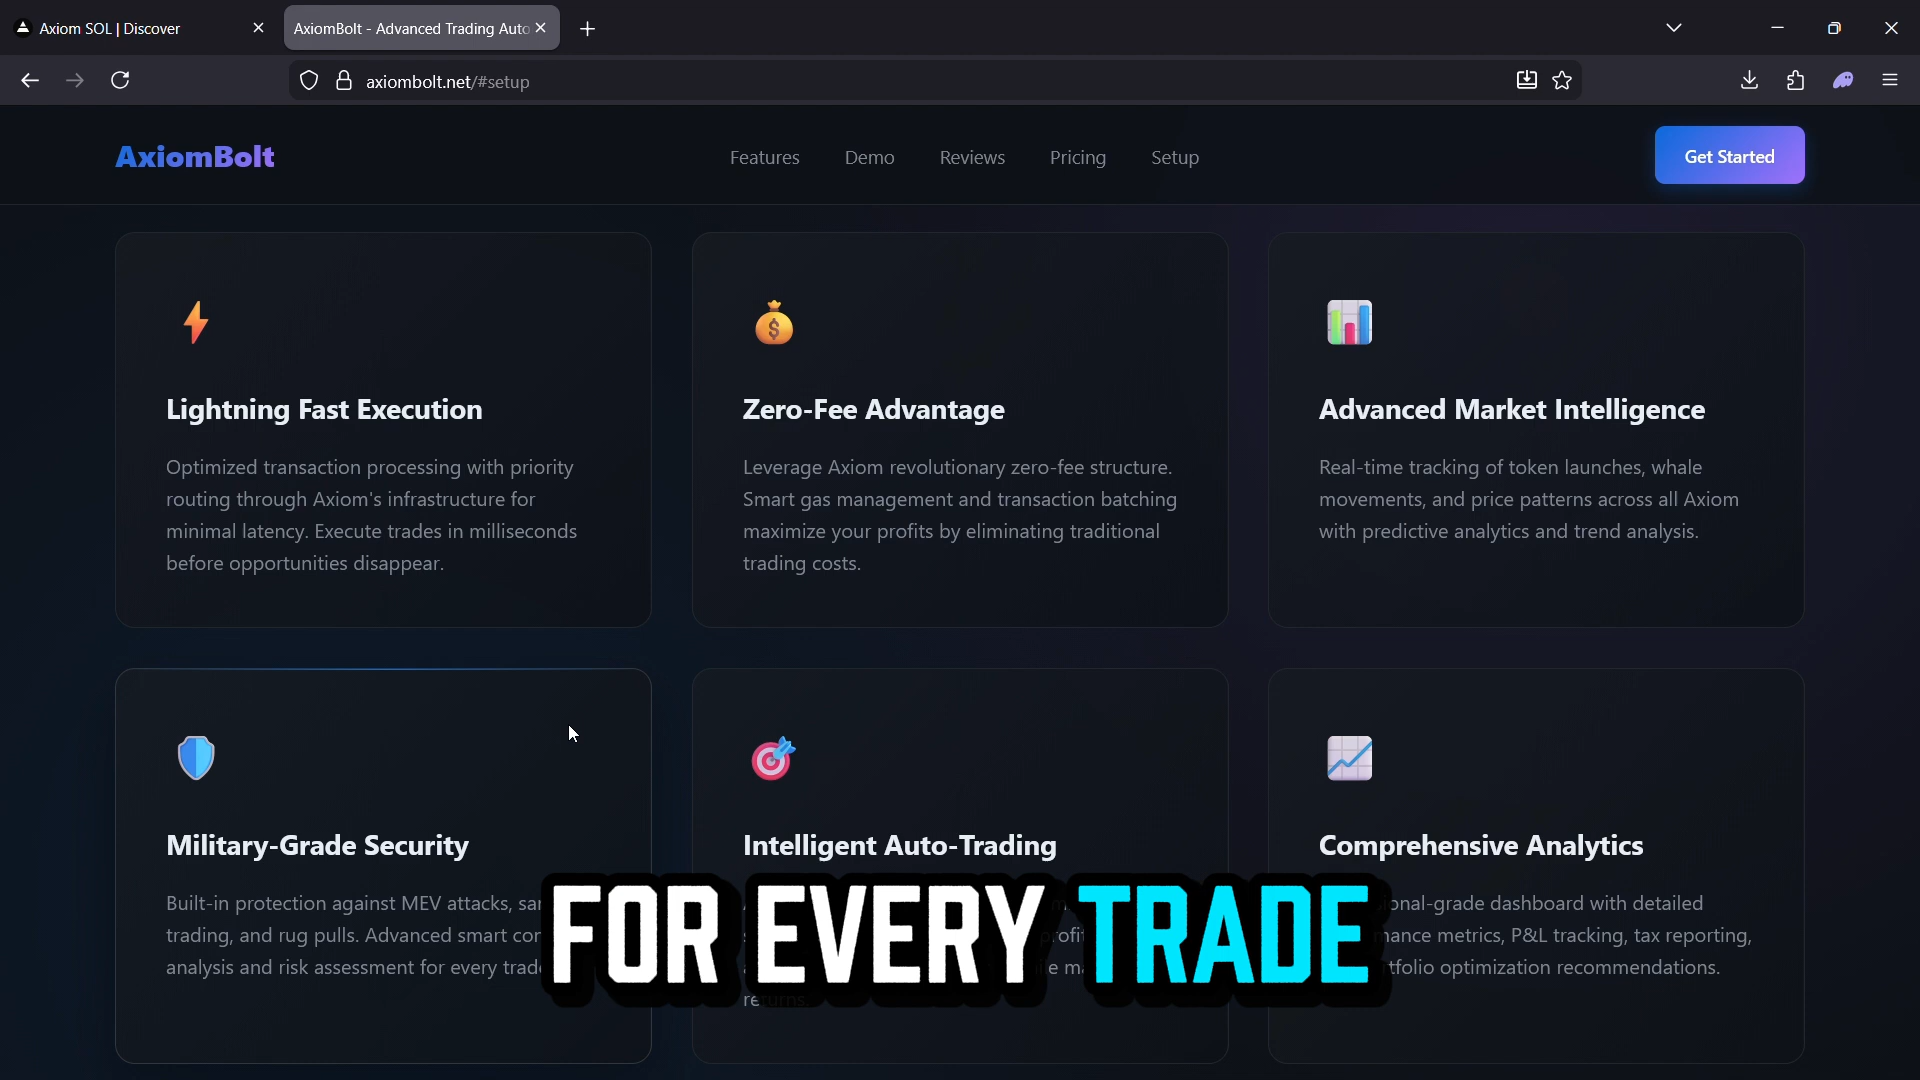 Axiom SOL | Discover
AxiomBolt - Advanced Trading Auto
axiombolt.net/#setup
AxiomBolt
Features
Demo
Reviews
Pricing
Setup
Get Started
Lightning Fast Execution
Optimized transaction processing with priority
routing through Axiom's infrastructure for
minimal latency. Execute trades in milliseconds
before opportunities disappear.
Zero-Fee Advantage
Leverage Axiom revolutionary zero-fee structure.
Smart gas management and transaction batching
maximize your profits by eliminating traditional
trading costs.
Advanced Market Intelligence
Real-time tracking of token launches, whale
movements, and price patterns across all Axiom
with predictive analytics and trend analysis.
Military-Grade Security
Built-in protection against MEV attacks,
trading, and rug pulls. Advanced smart
analysis and risk assessment for every
Intelligent Auto-Trading
returns.
Comprehensive Analytics
onal-grade dashboard with detailed
mance metrics, P&L tracking, tax reporting,
tfolio optimization recommendations.
FOR EVERY TRADE